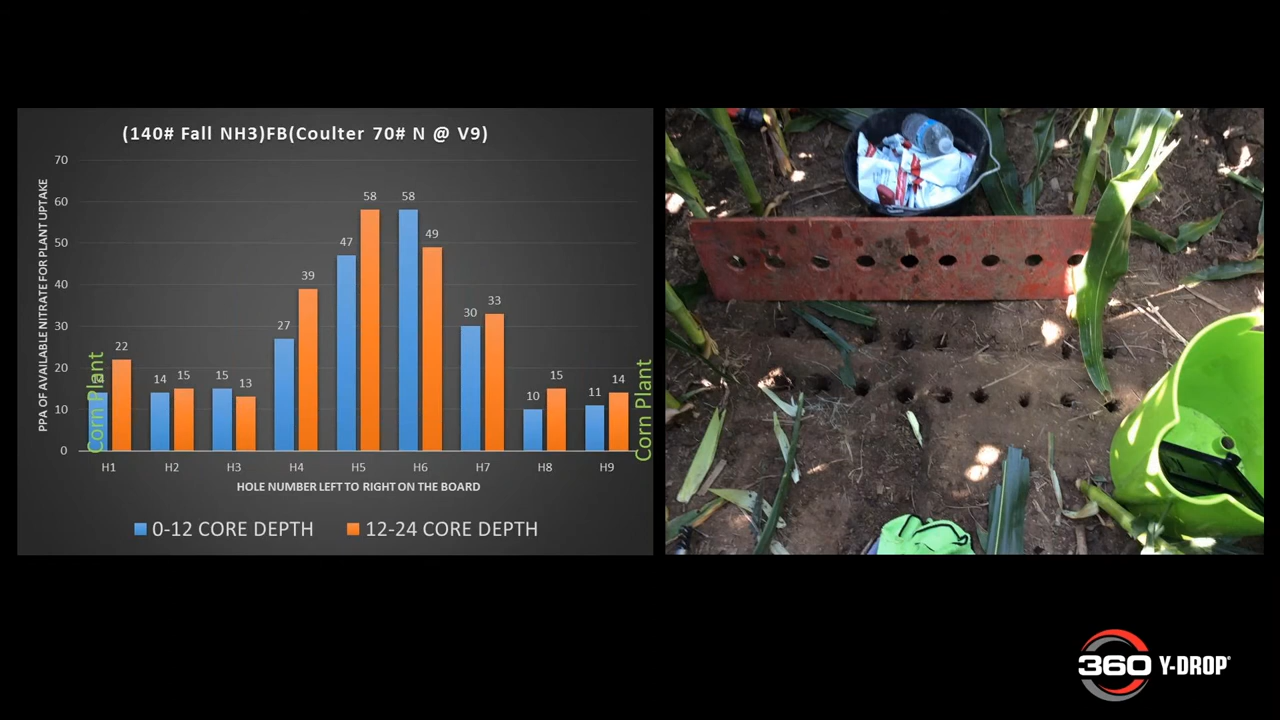 (140# Fall NH3)FB(Coulter 70# N @ V9)
PPA OF AVAILABLE NITRATE FOR PLANT UPTAKE
70
60
50
40
30
20
10
0
22
14 15
15 13
27 39
47 58
58 49
30 33
10 15
11 14
Corn Plant
Corn Plant
H1 H2 H3 H4 H5 H6 H7 H8 H9
HOLE NUMBER LEFT TO RIGHT ON THE BOARD
0-12 CORE DEPTH 12-24 CORE DEPTH
360 Y-DROP